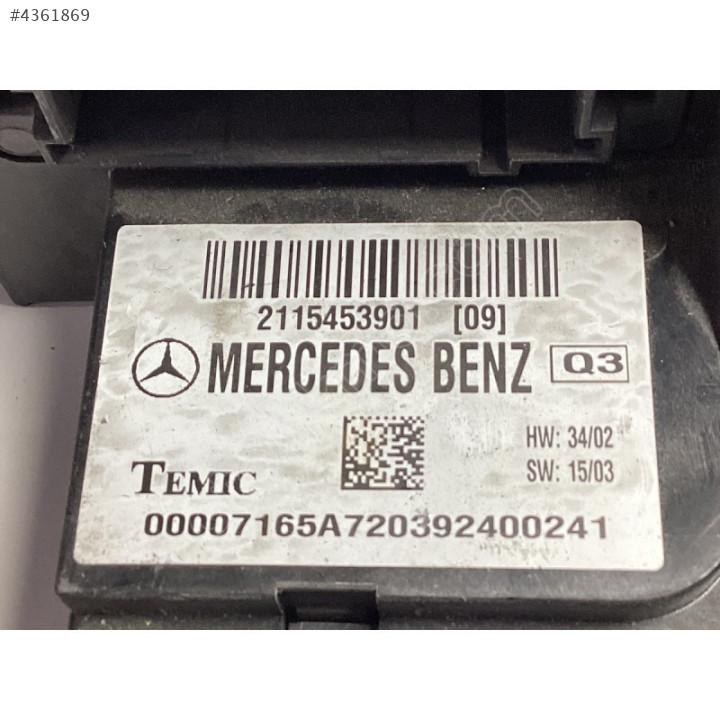 #4361869
2115453901 [09]
MERCEDES BENZ Q3
HW: 34/02
TEMIC SW: 15/03
00007165A720392400241